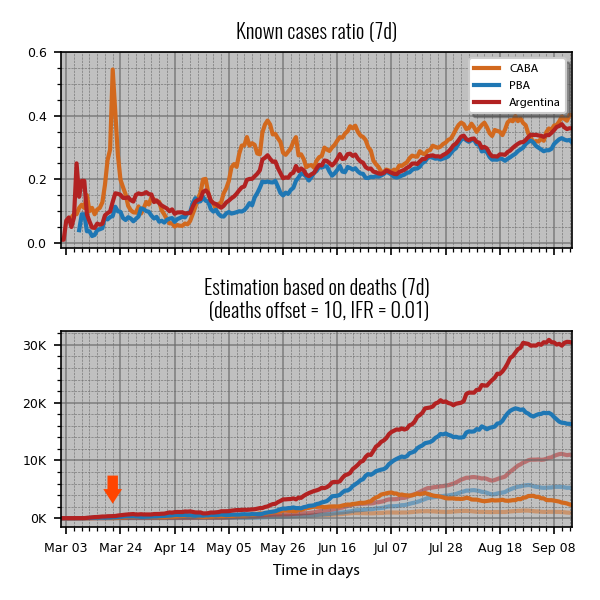 Known cases ratio (7d)
0.6
CABA
PBA
Argentina
0.4
0.2
0.0
Estimation based on deaths (7d)
(deaths offset = 10, IFR = 0.01)
30K
20K
10K
0K
Mar 03 Mar 24 Apr 14 May 05 May 26 Jun 16 Jul 07 Jul 28 Aug 18 Sep 08
Time in days